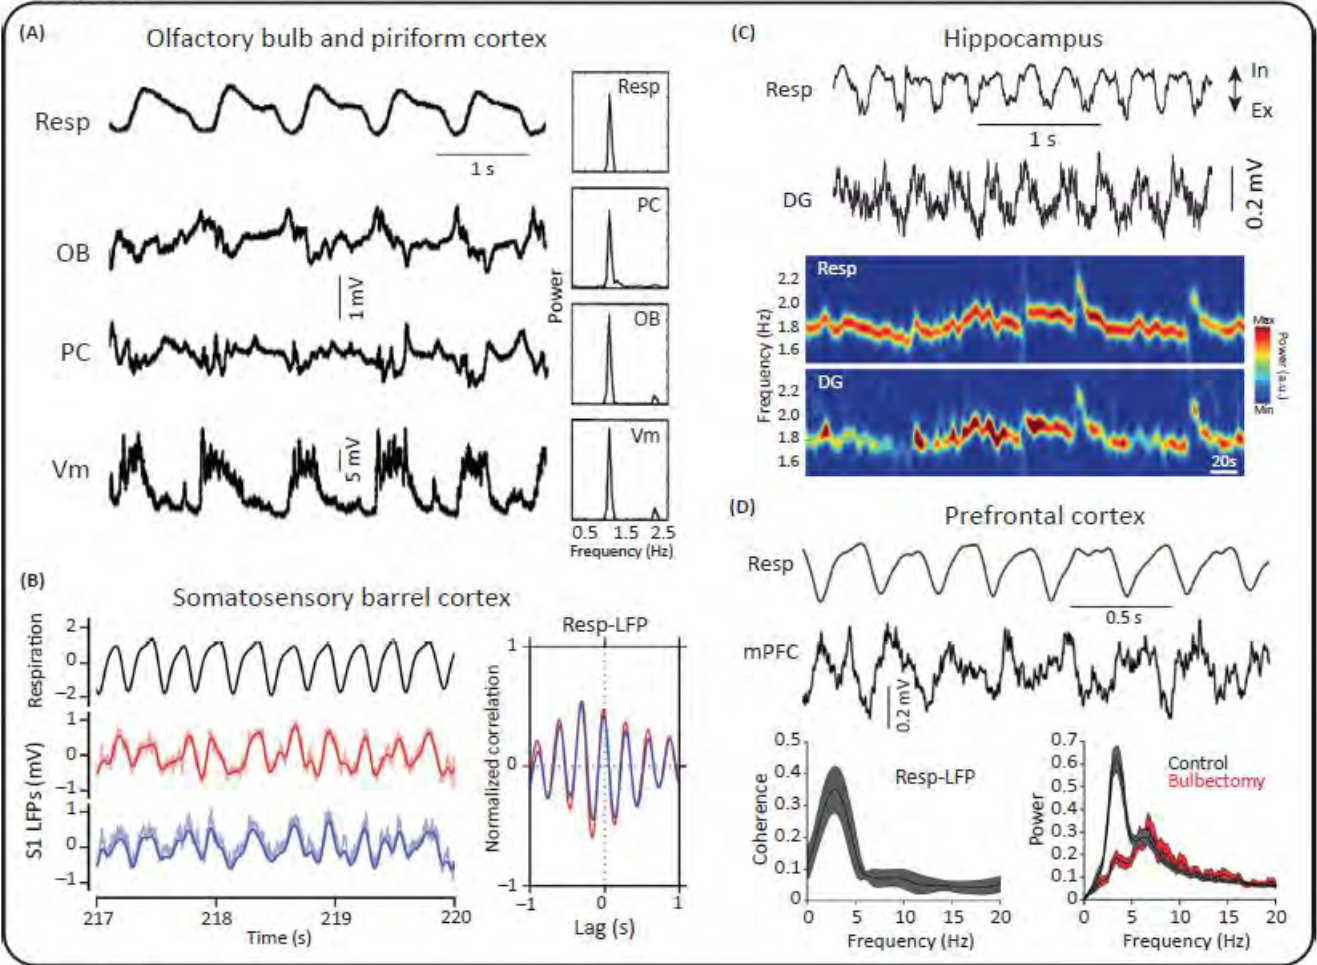 (A)
Olfactory bulb and piriform cortex
Resp
1 s
OB
1 mV
PC
Vm
5 mV
Resp
PC
OB
Vm
Power
0.5 1.5 2.5
Frequency (Hz)
(B)
Somatosensory barrel cortex
Respiration
2
0
−2
S1 LFPs (mV)
1
0
−1
1
0
−1
217 218 219 220
Time (s)
Resp-LFP
Normalized correlation
1
0
−1
−1 0 1
Lag (s)
(C)
Hippocampus
Resp
In
Ex
1 s
DG
0.2 mV
Frequency (Hz)
Resp
2.2
2.0
1.8
1.6
DG
2.2
2.0
1.8
1.6
20s
Max
Power (a.u.)
Min
(D)
Prefrontal cortex
Resp
0.5 s
mPFC
0.2 mV
Coherence
0.5
0.4
0.3
0.2
0.1
0
Resp-LFP
0 5 10 15 20
Frequency (Hz)
Power
0.7
0.6
0.5
0.4
0.3
0.2
0.1
0
Control
Bulbectomy
0 5 10 15 20
Frequency (Hz)